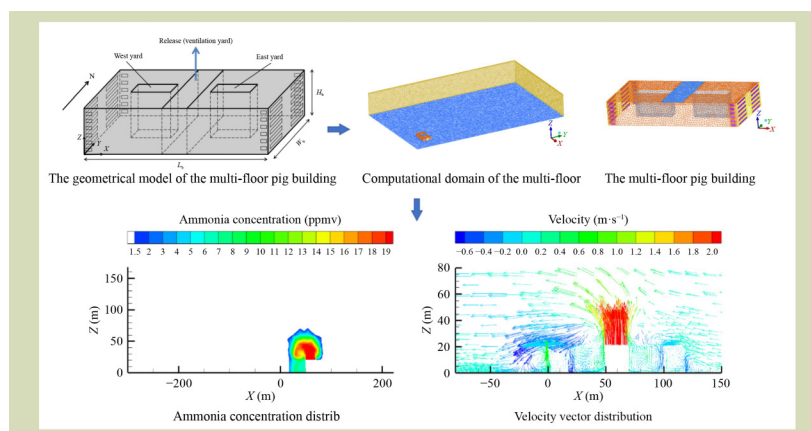 Release (ventilation yard)
West yard
East yard
N
H_b
Z
Y
X
W_b
L_b
Z
Y
X
Z
Y
X
The geometrical model of the multi-floor pig building
Computational domain of the multi-floor
The multi-floor pig building
Ammonia concentration (ppmv)
1.5 2 3 4 5 6 7 8 9 10 11 12 13 14 15 16 17 18 19
Velocity (m·s⁻¹)
−0.6 −0.4 −0.2 0.0 0.2 0.4 0.6 0.8 1.0 1.2 1.4 1.6 1.8 2.0
Z (m)
150
100
50
0
−200 0 200
X (m)
Ammonia concentration distrib
Z (m)
80
60
40
20
0
−50 0 50 100 150
X (m)
Velocity vector distribution